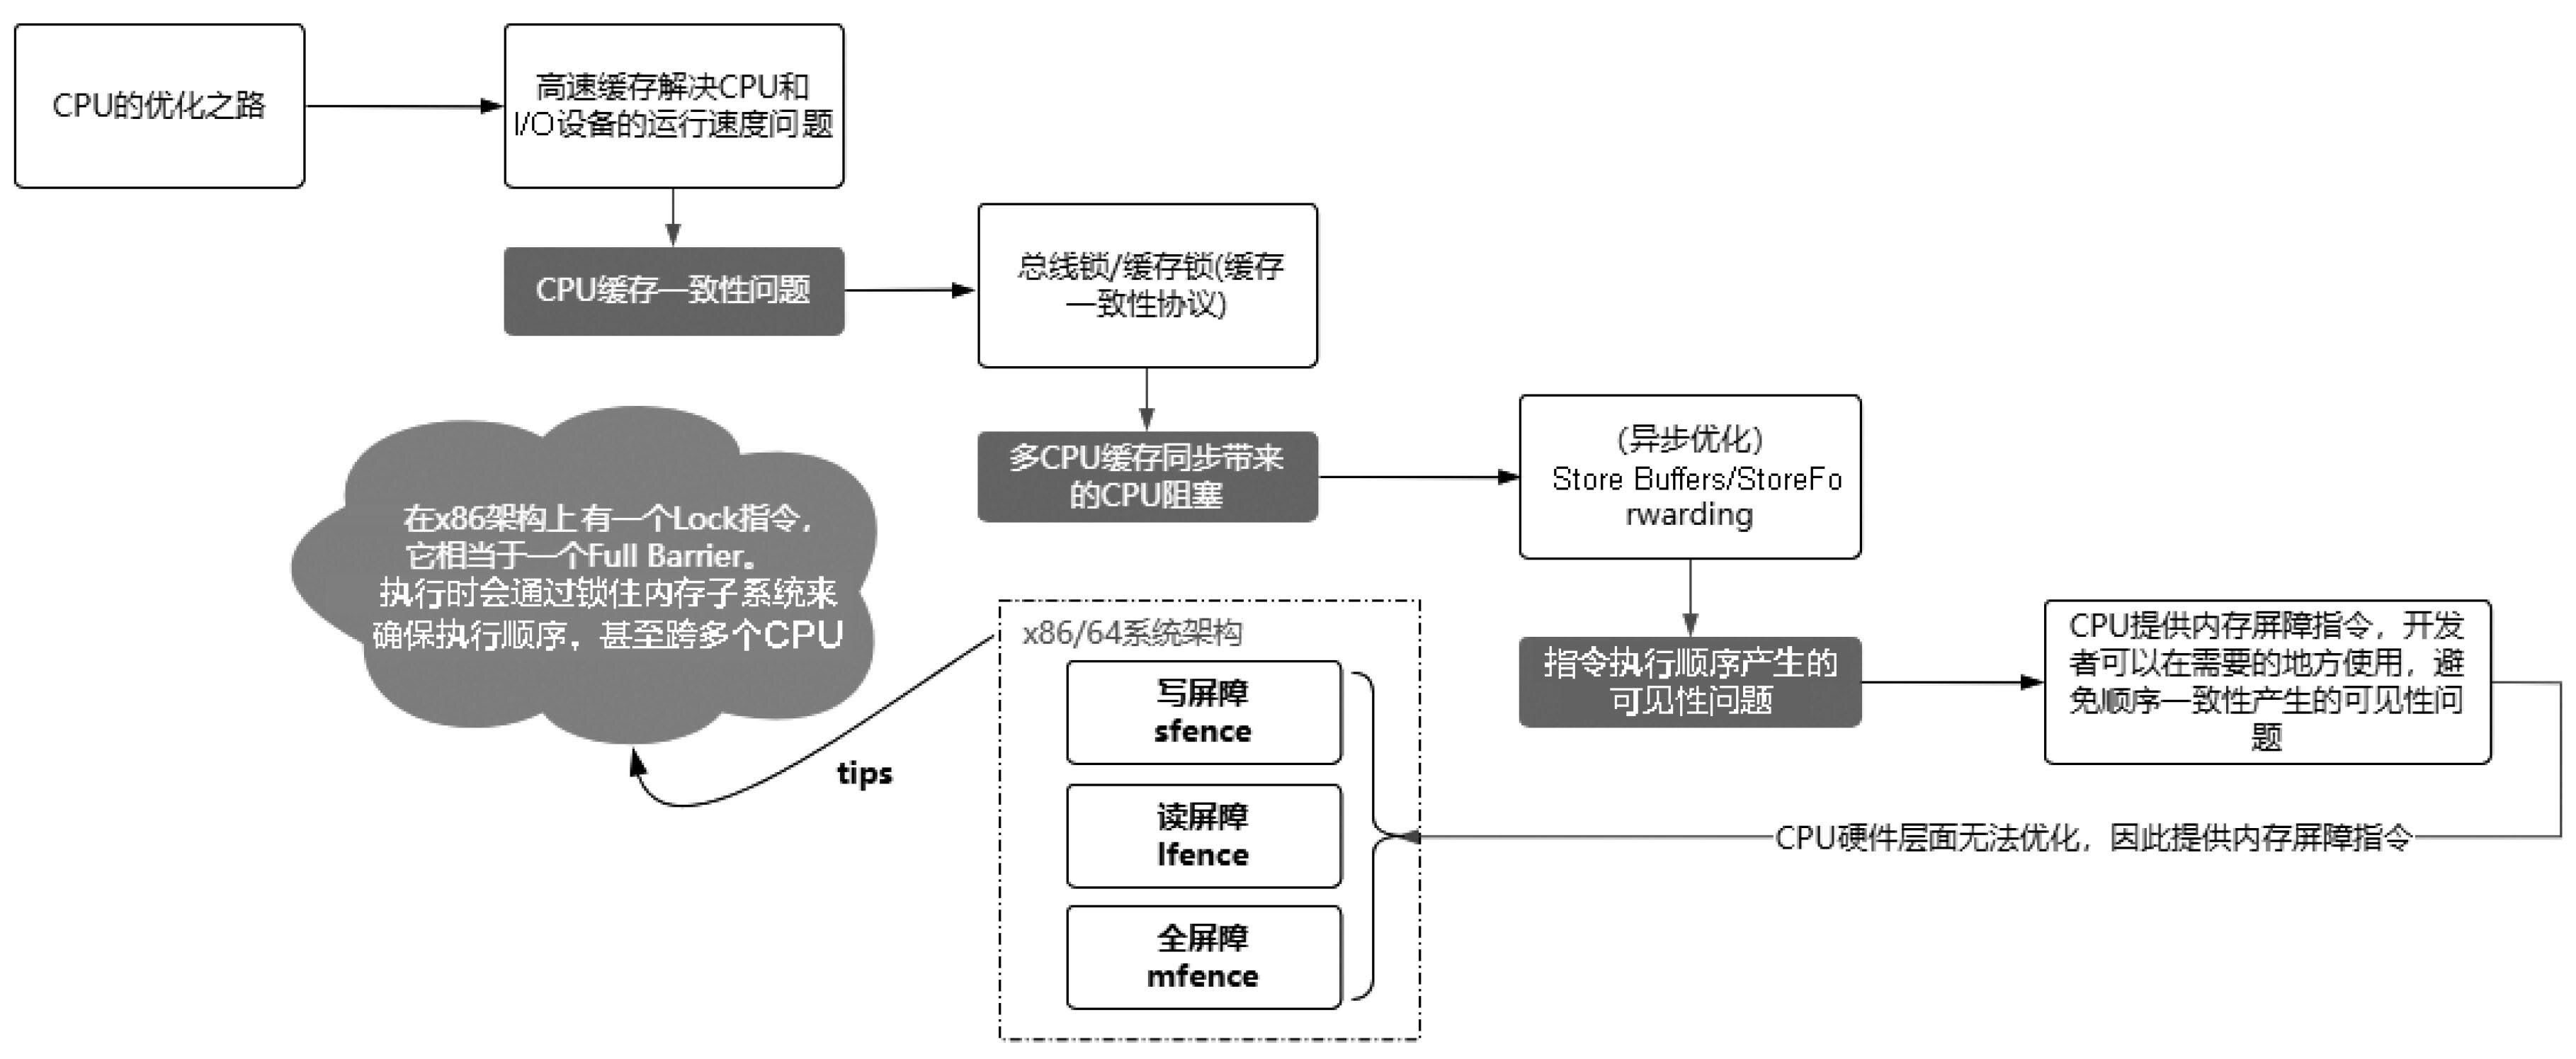 CPU的优化之路
高速缓存解决CPU和
I/O设备的运行速度问题
CPU缓存一致性问题
总线锁/缓存锁(缓存
一致性协议)
多CPU缓存同步带来
的CPU阻塞
(异步优化)
Store Buffers/StoreFo
rwarding
指令执行顺序产生的
可见性问题
CPU提供内存屏障指令，开发
者可以在需要的地方使用，避
免顺序一致性产生的可见性问
题
CPU硬件层面无法优化，因此提供内存屏障指令
x86/64系统架构
写屏障
sfence
读屏障
lfence
全屏障
mfence
tips
在x86架构上有一个Lock指令，
它相当于一个Full Barrier。
执行时会通过锁住内存子系统来
确保执行顺序，甚至跨多个CPU